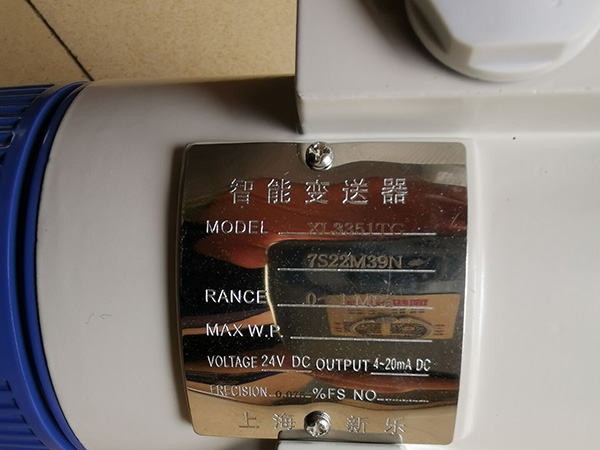 智能变送器
MODEL XL3351TG
7S22M39N
RANCE 0
MAX W.P.
VOLTAGE 24V DC OUTPUT 4~20mA DC
PRECISION %FS NO
上海 新乐